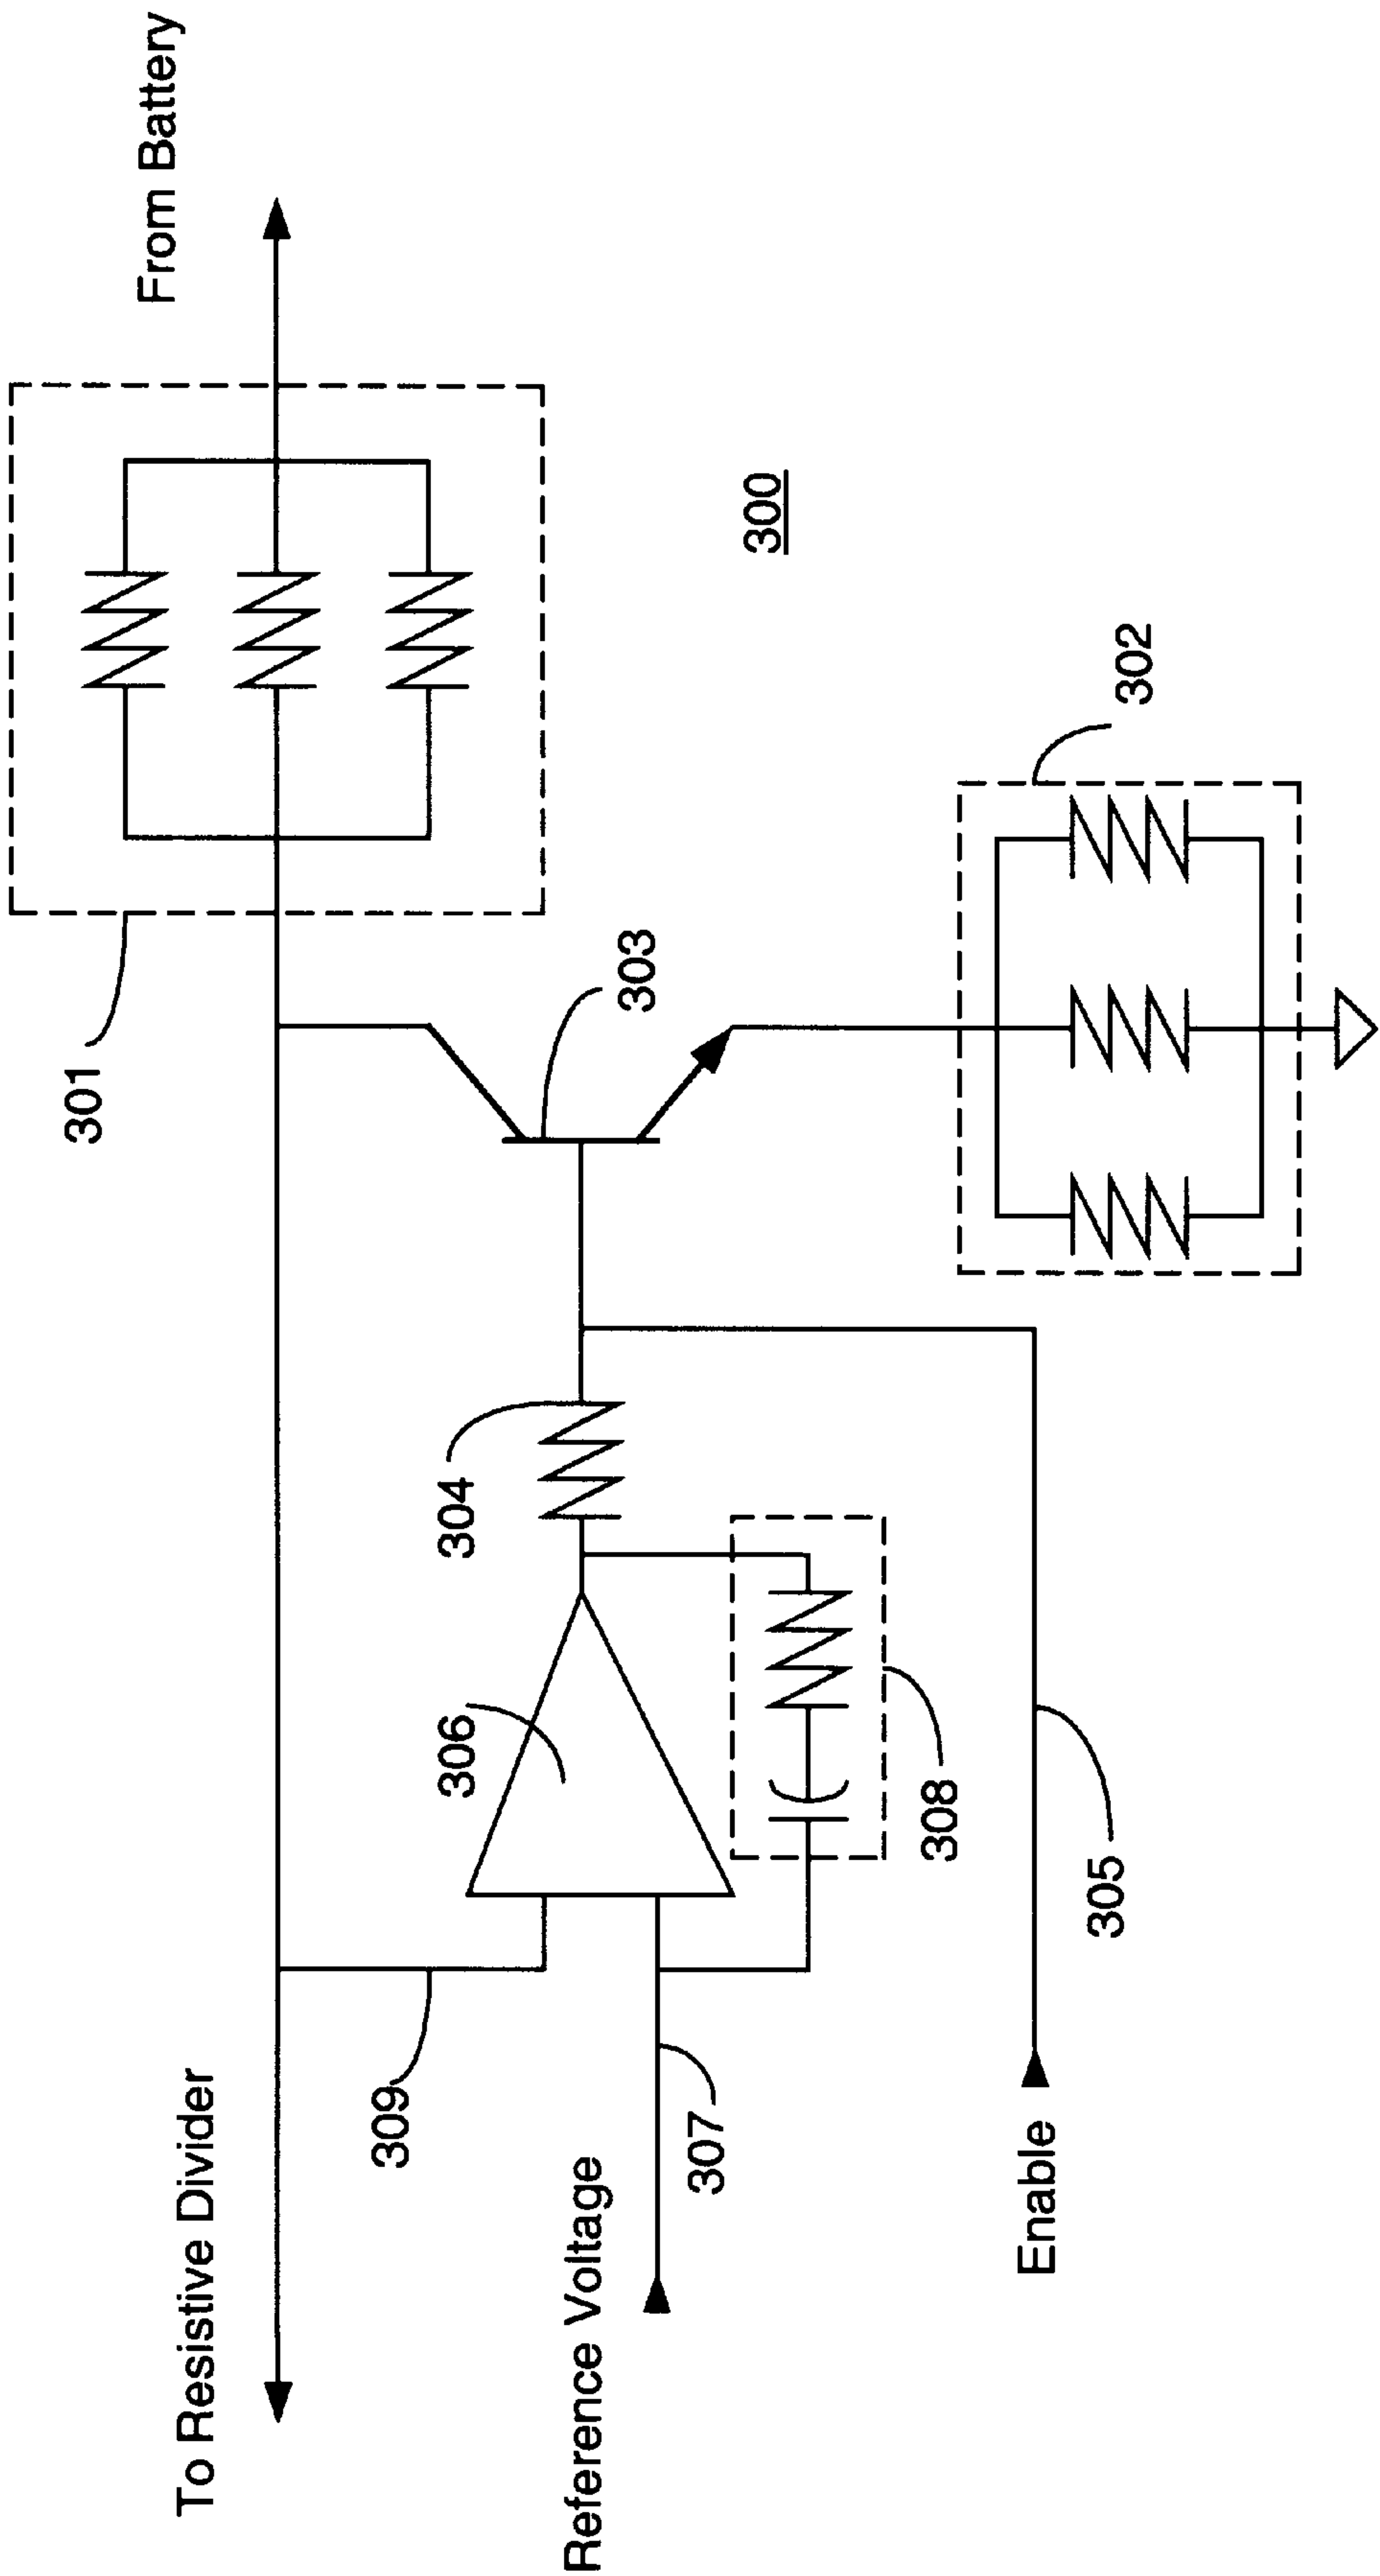 From Battery
301
300
302
303
304
306
308
305
309
307
To Resistive Divider
Reference Voltage
Enable